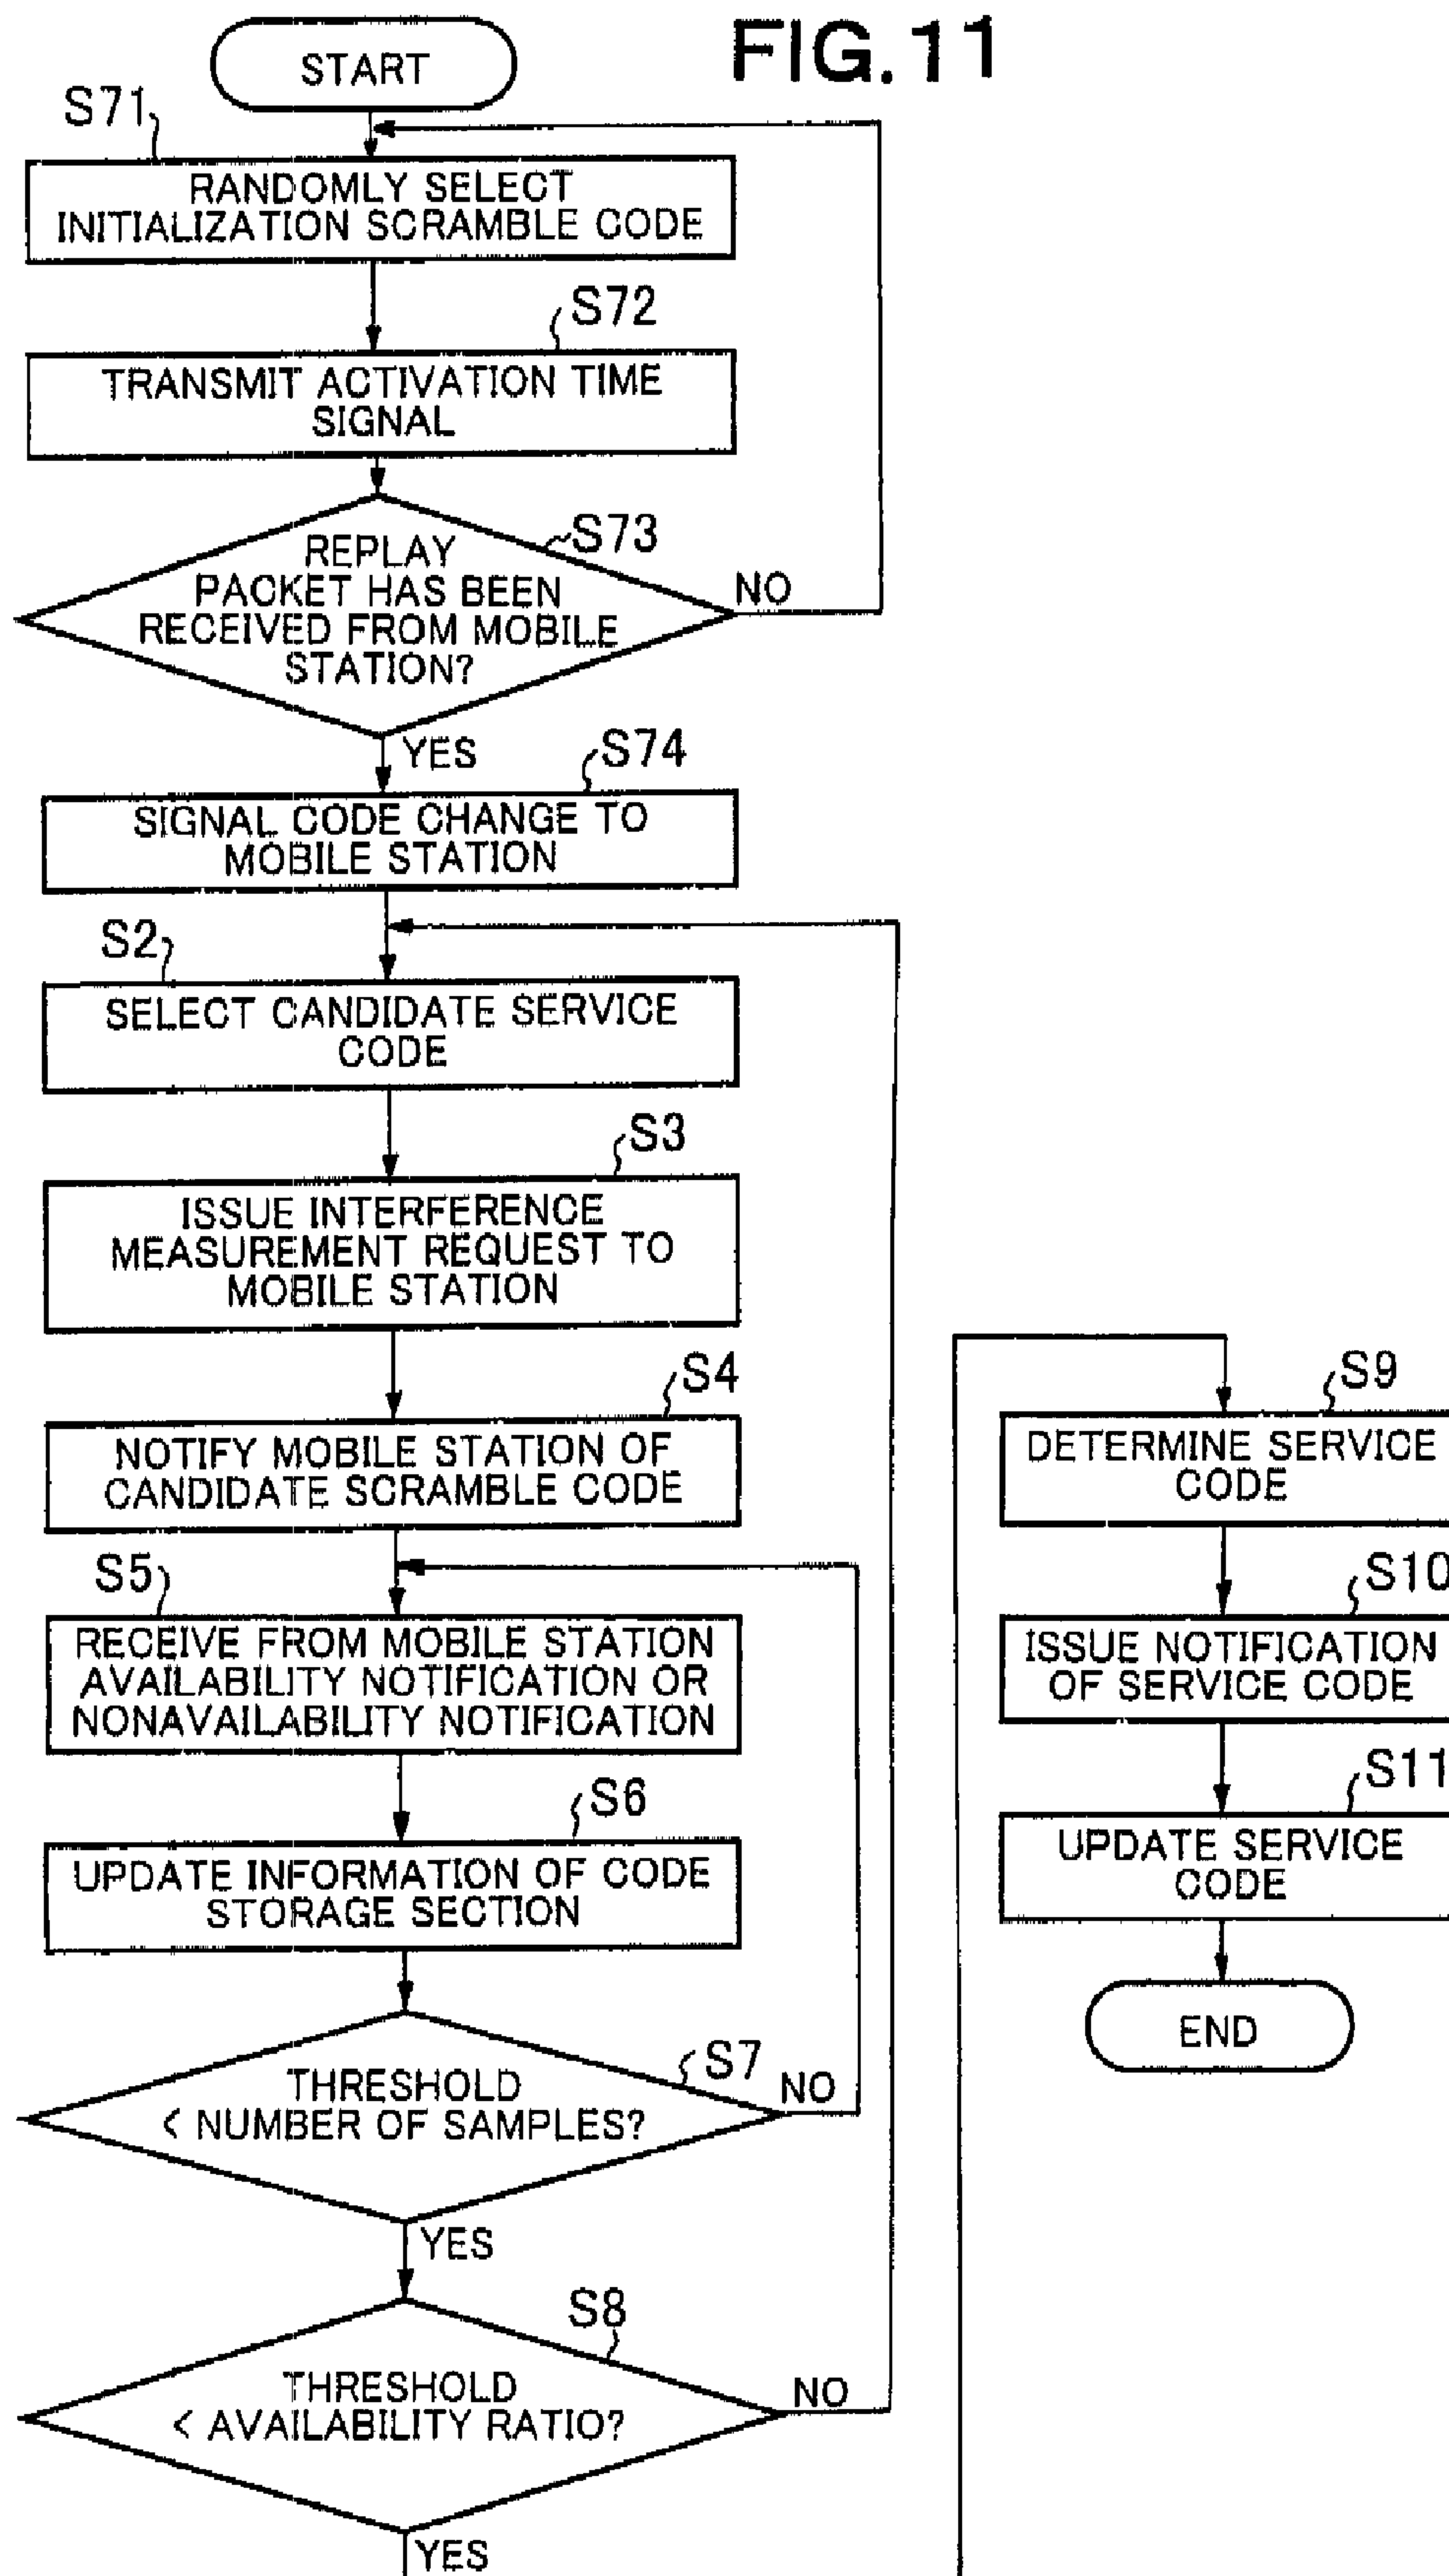 FIG.11
START
S71
RANDOMLY SELECT
INITIALIZATION SCRAMBLE CODE
S72
TRANSMIT ACTIVATION TIME
SIGNAL
S73
REPLAY
PACKET HAS BEEN
RECEIVED FROM MOBILE
STATION?
NO
YES
S74
SIGNAL CODE CHANGE TO
MOBILE STATION
S2
SELECT CANDIDATE SERVICE
CODE
S3
ISSUE INTERFERENCE
MEASUREMENT REQUEST TO
MOBILE STATION
S4
NOTIFY MOBILE STATION OF
CANDIDATE SCRAMBLE CODE
S5
RECEIVE FROM MOBILE STATION
AVAILABILITY NOTIFICATION OR
NONAVAILABILITY NOTIFICATION
S6
UPDATE INFORMATION OF CODE
STORAGE SECTION
S7
THRESHOLD
< NUMBER OF SAMPLES?
NO
YES
S8
THRESHOLD
< AVAILABILITY RATIO?
NO
YES
S9
DETERMINE SERVICE
CODE
S10
ISSUE NOTIFICATION
OF SERVICE CODE
S11
UPDATE SERVICE
CODE
END